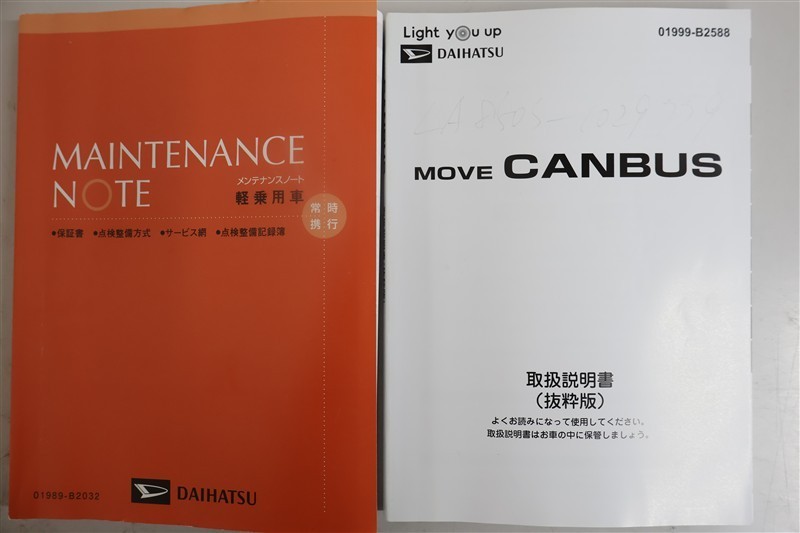 MAINTENANCE
NOTE
メンテナンスノート
軽乗用車
常時
携行
●保証書 ●点検整備方式 ●サービス網 ●点検整備記録簿
01989-B2032
DAIHATSU
Light you up
01999-B2588
DAIHATSU
MOVE CANBUS
取扱説明書
(抜粋版)
よくお読みになって使用してください。
取扱説明書はお車の中に保管しましょう。